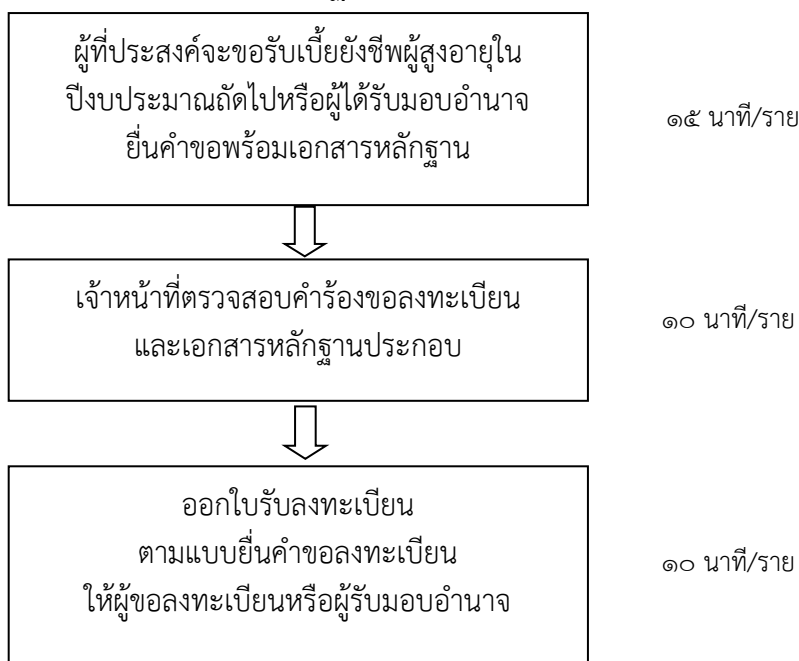 ผู้ที่ประสงค์จะขอรับเบี้ยยังชีพผู้สูงอายุใน
ปีงบประมาณถัดไปหรือผู้ได้รับมอบอำนาจ
ยื่นคำขอพร้อมเอกสารหลักฐาน
๑๕ นาที/ราย
เจ้าหน้าที่ตรวจสอบคำร้องขอลงทะเบียน
และเอกสารหลักฐานประกอบ
๑๐ นาที/ราย
ออกใบรับลงทะเบียน
ตามแบบยื่นคำขอลงทะเบียน
ให้ผู้ขอลงทะเบียนหรือผู้รับมอบอำนาจ
๑๐ นาที/ราย